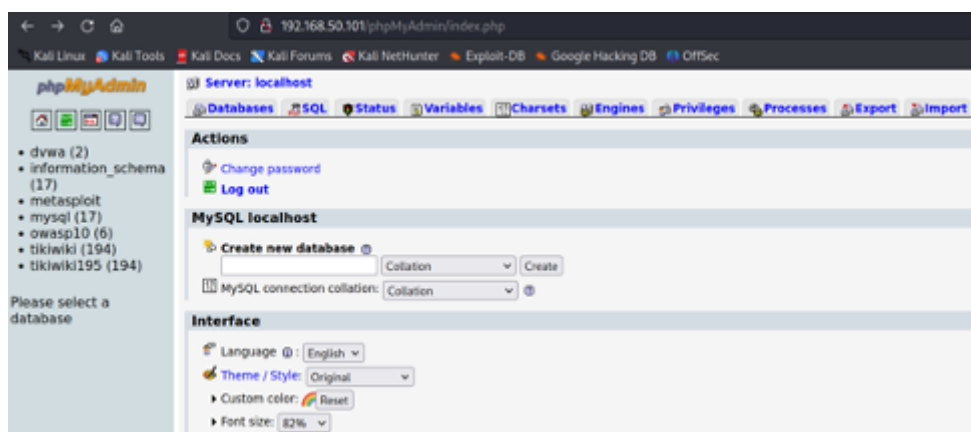 192.168.50.101/phpMyAdmin/index.php
Kali Linux Kali Tools Kali Docs Kali Forums Kali NetHunter Exploit-DB Google Hacking DB OffSec
phpMyAdmin
dvwa (2)
information_schema
(17)
metasploit
mysql (17)
owasp10 (6)
tikiwiki (194)
tikiwiki195 (194)
Please select a
database
Server: localhost
Databases SQL Status Variables Charsets Engines Privileges Processes Export Import
Actions
Change password
Log out
MySQL localhost
Create new database
Collation Create
MySQL connection collation: Collation
Interface
Language : English
Theme / Style: Original
Custom color: Reset
Font size: 82%